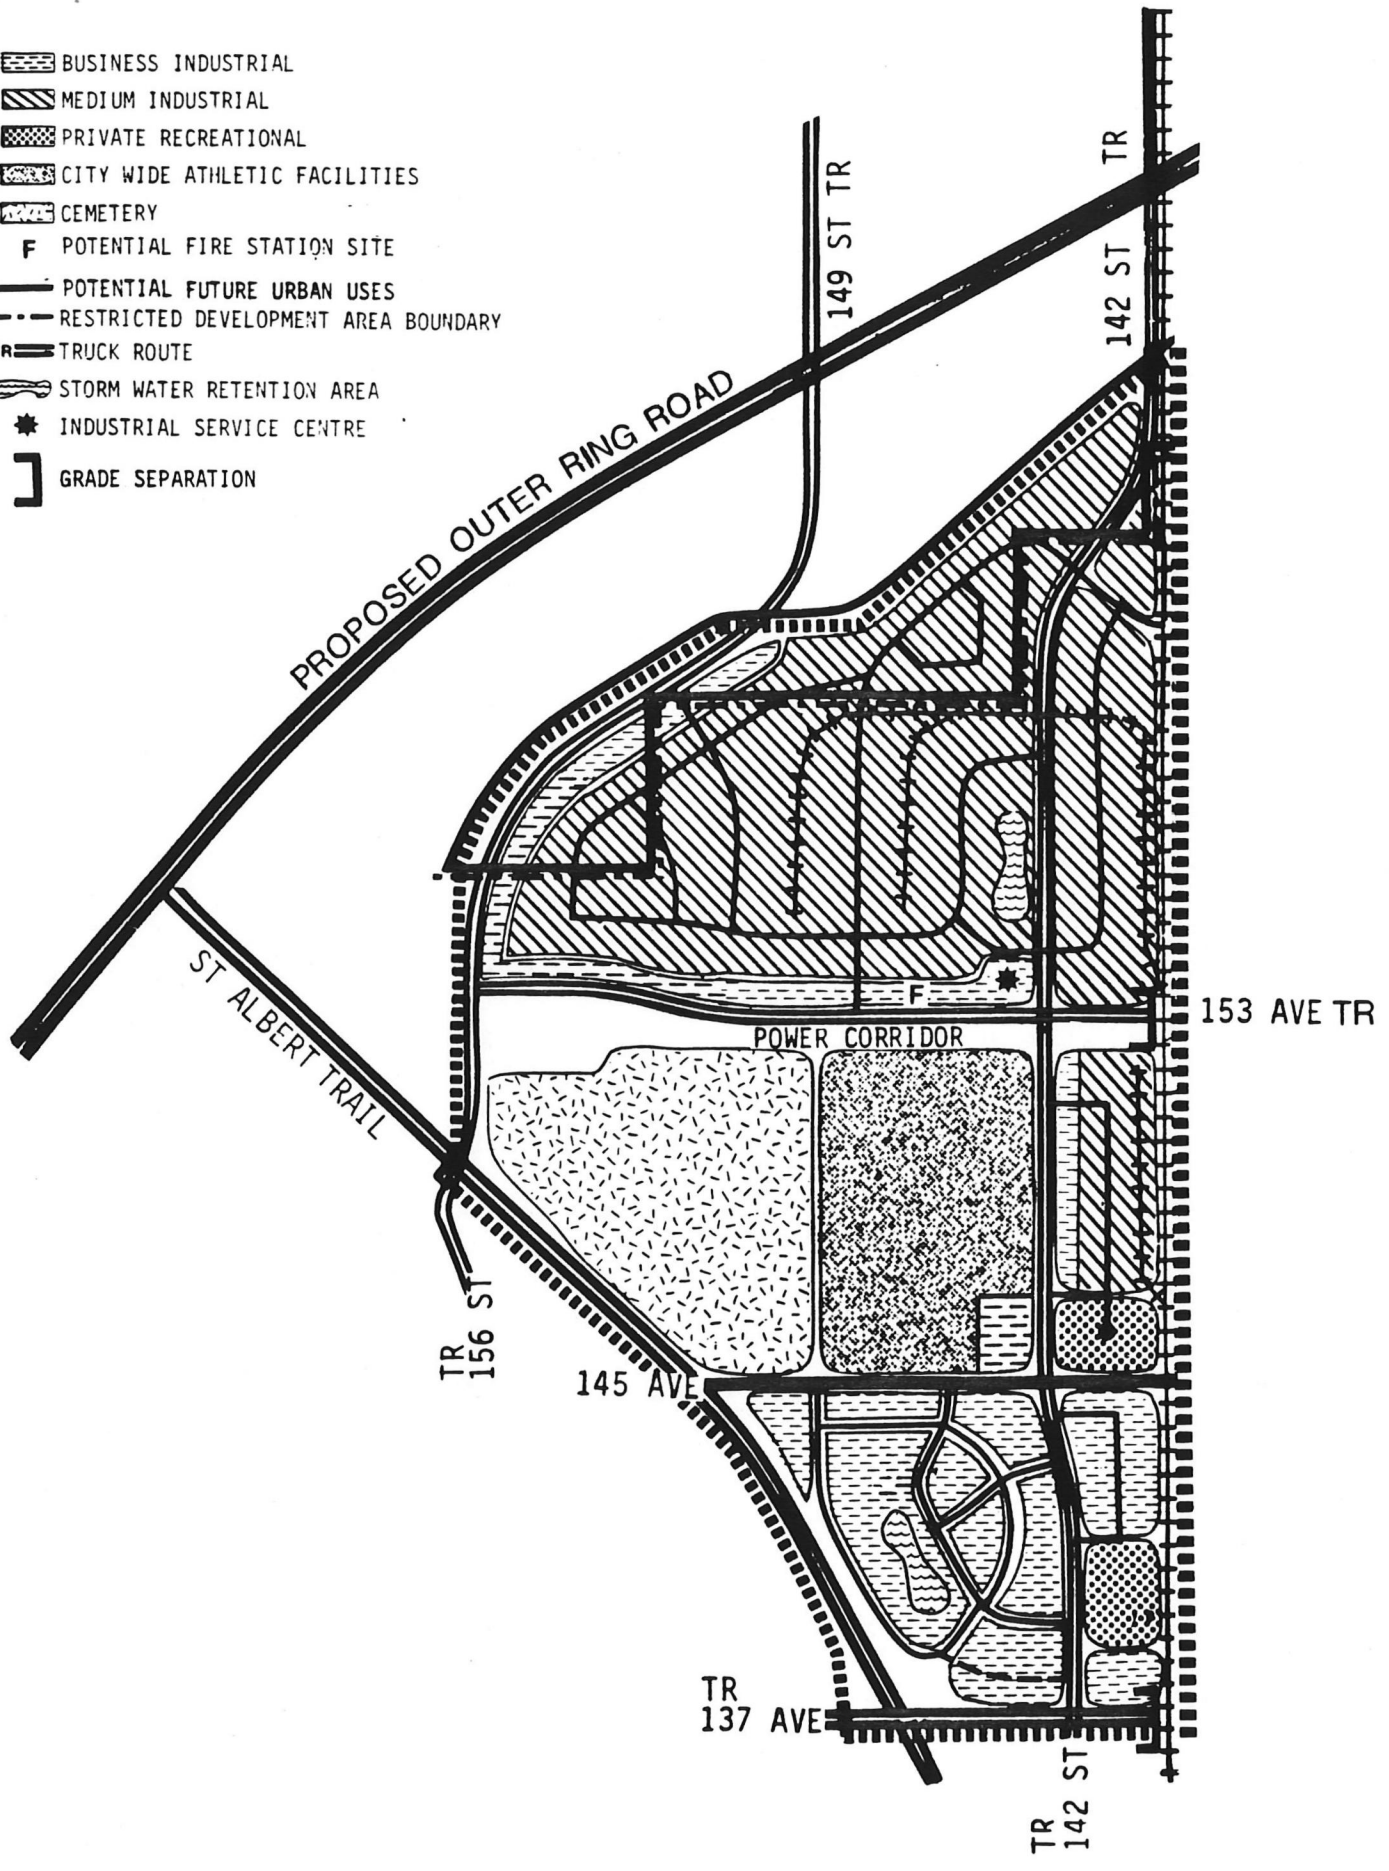 BUSINESS INDUSTRIAL
MEDIUM INDUSTRIAL
PRIVATE RECREATIONAL
CITY WIDE ATHLETIC FACILITIES
CEMETERY
F POTENTIAL FIRE STATION SITE
POTENTIAL FUTURE URBAN USES
RESTRICTED DEVELOPMENT AREA BOUNDARY
R TRUCK ROUTE
STORM WATER RETENTION AREA
INDUSTRIAL SERVICE CENTRE
GRADE SEPARATION
149 ST TR
142 ST TR
PROPOSED OUTER RING ROAD
ST ALBERT TRAIL
F
153 AVE TR
POWER CORRIDOR
TR
156 ST
145 AVE
TR
137 AVE
TR
142 ST